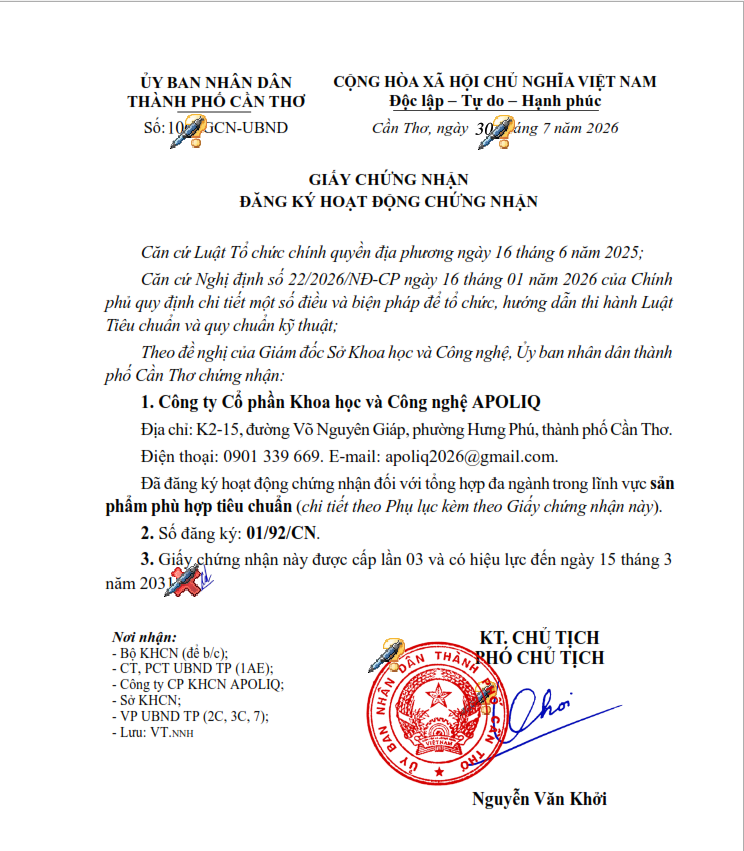 ỦY BAN NHÂN DÂN
THÀNH PHỐ CẦN THƠ
Số: GCN-UBND
CỘNG HÒA XÃ HỘI CHỦ NGHĨA VIỆT NAM
Độc lập – Tự do – Hạnh phúc
Cần Thơ, ngày 30 tháng 7 năm 2026
GIẤY CHỨNG NHẬN
ĐĂNG KÝ HOẠT ĐỘNG CHỨNG NHẬN
Căn cứ Luật Tổ chức chính quyền địa phương ngày 16 tháng 6 năm 2025;
Căn cứ Nghị định số 22/2026/NĐ-CP ngày 16 tháng 01 năm 2026 của Chính
phủ quy định chi tiết một số điều và biện pháp để tổ chức, hướng dẫn thi hành Luật
Tiêu chuẩn và quy chuẩn kỹ thuật;
Theo đề nghị của Giám đốc Sở Khoa học và Công nghệ, Ủy ban nhân dân thành
phố Cần Thơ chứng nhận:
1. Công ty Cổ phần Khoa học và Công nghệ APOLIQ
Địa chỉ: K2-15, đường Võ Nguyên Giáp, phường Hưng Phú, thành phố Cần Thơ.
Điện thoại: 0901 339 669. E-mail: apoliq2026@gmail.com.
Đã đăng ký hoạt động chứng nhận đối với tổng hợp đa ngành trong lĩnh vực sản
phẩm phù hợp tiêu chuẩn (chi tiết theo Phụ lục kèm theo Giấy chứng nhận này).
2. Số đăng ký: 01/92/CN.
3. Giấy chứng nhận này được cấp lần 03 và có hiệu lực đến ngày 15 tháng 3
năm 2031
Nơi nhận:
- Bộ KHCN (để b/c);
- CT, PCT UBND TP (1AE);
- Công ty CP KHCN APOLIQ;
- Sở KHCN;
- VP UBND TP (2C, 3C, 7);
- Lưu: VT.NNH
KT. CHỦ TỊCH
PHÓ CHỦ TỊCH
ỦY BAN NHÂN DÂN THÀNH PHỐ CẦN THƠ
VIỆT NAM
Khởi
Nguyễn Văn Khởi